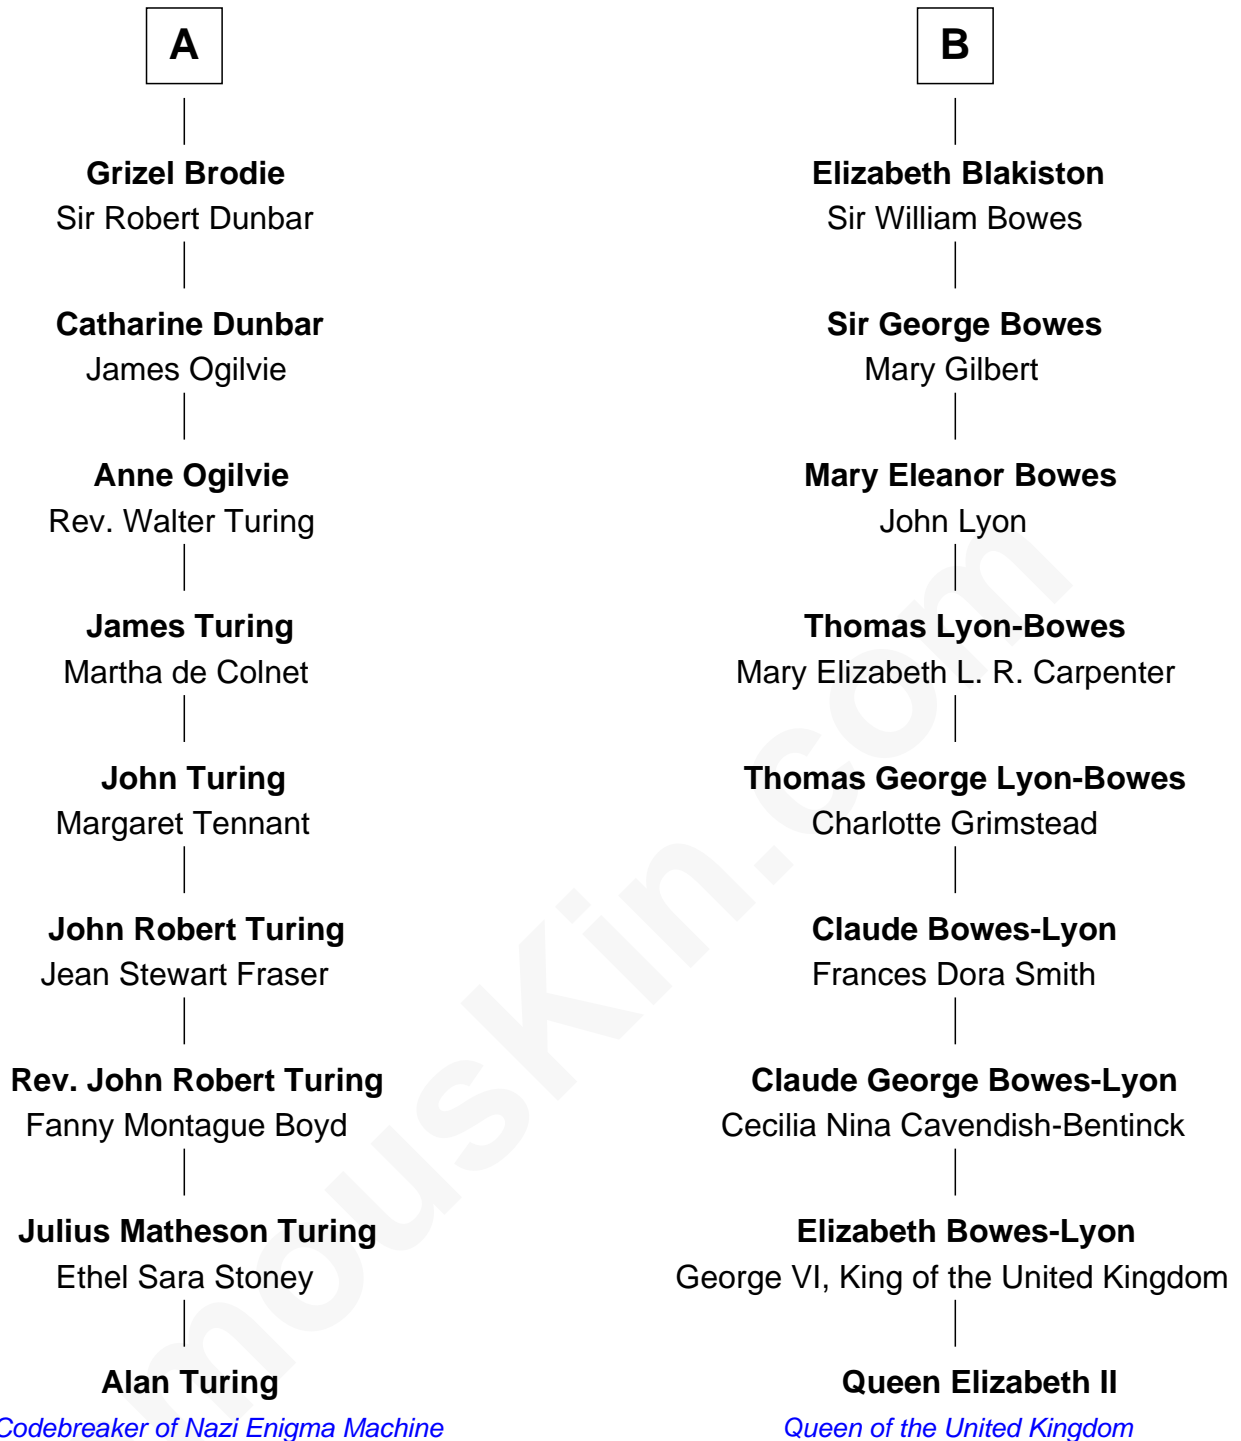 A
Grizel Brodie
Sir Robert Dunbar
Catharine Dunbar
James Ogilvie
Anne Ogilvie
Rev. Walter Turing
James Turing
Martha de Colnet
John Turing
Margaret Tennant
John Robert Turing
Jean Stewart Fraser
Rev. John Robert Turing
Fanny Montague Boyd
Julius Matheson Turing
Ethel Sara Stoney
Alan Turing
Codebreaker of Nazi Enigma Machine
B
Elizabeth Blakiston
Sir William Bowes
Sir George Bowes
Mary Gilbert
Mary Eleanor Bowes
John Lyon
Thomas Lyon-Bowes
Mary Elizabeth L. R. Carpenter
Thomas George Lyon-Bowes
Charlotte Grimstead
Claude Bowes-Lyon
Frances Dora Smith
Claude George Bowes-Lyon
Cecilia Nina Cavendish-Bentinck
Elizabeth Bowes-Lyon
George VI, King of the United Kingdom
Queen Elizabeth II
Queen of the United Kingdom
mousKin.com